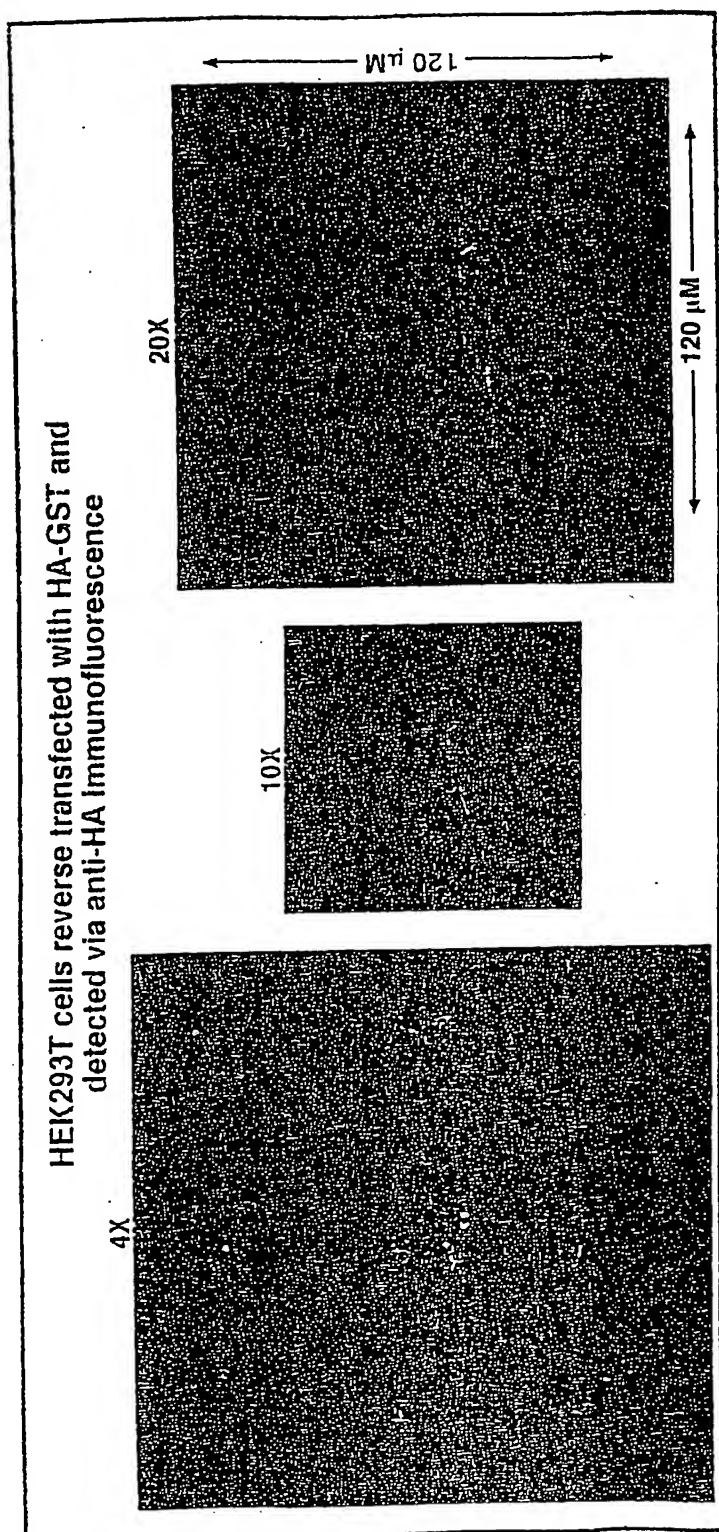 HEK293T cells reverse transfected with HA-GST and
detected via anti-HA Immunofluorescence
4X
10X
20X
120 µM
120 µM